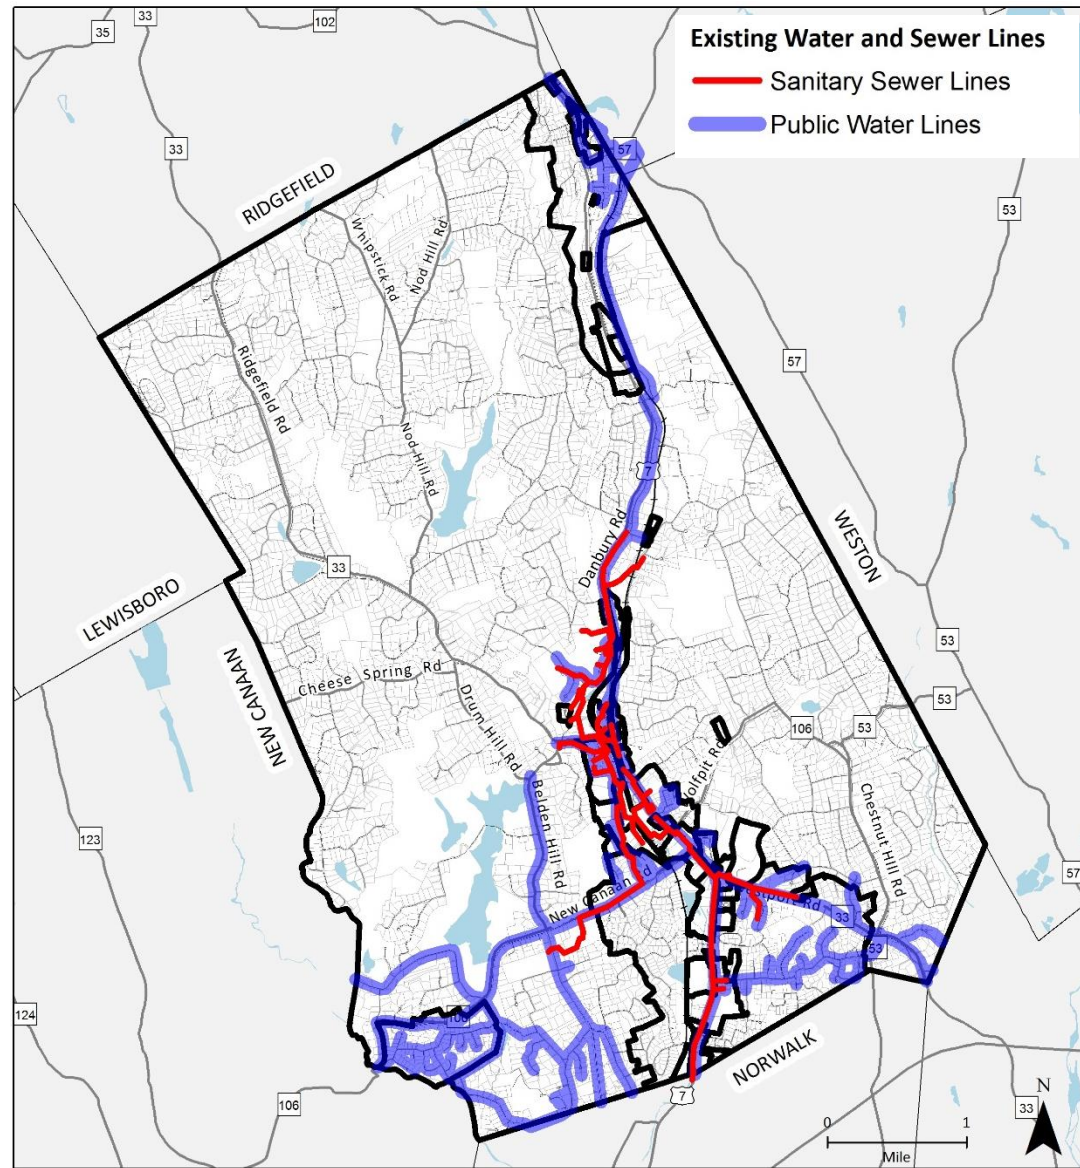 Existing Water and Sewer Lines
Sanitary Sewer Lines
Public Water Lines
33
102
35
33
57
53
RIDGEFIELD
Whipstick Rd
Nod Hill Rd
Ridgefield Rd
57
Nod Hill Rd
7
Danbury Rd
WESTON
33
LEWISBORO
NEW CANAAN
53
Cheese Spring Rd
Drum Hill Rd
53
106
53
Wolfpit Rd
Belden Hill Rd
Chestnut Hill Rd
123
57
New Canaan Rd
Westport Rd
33
53
124
106
NORWALK
7
106
33
N
0
1
Mile